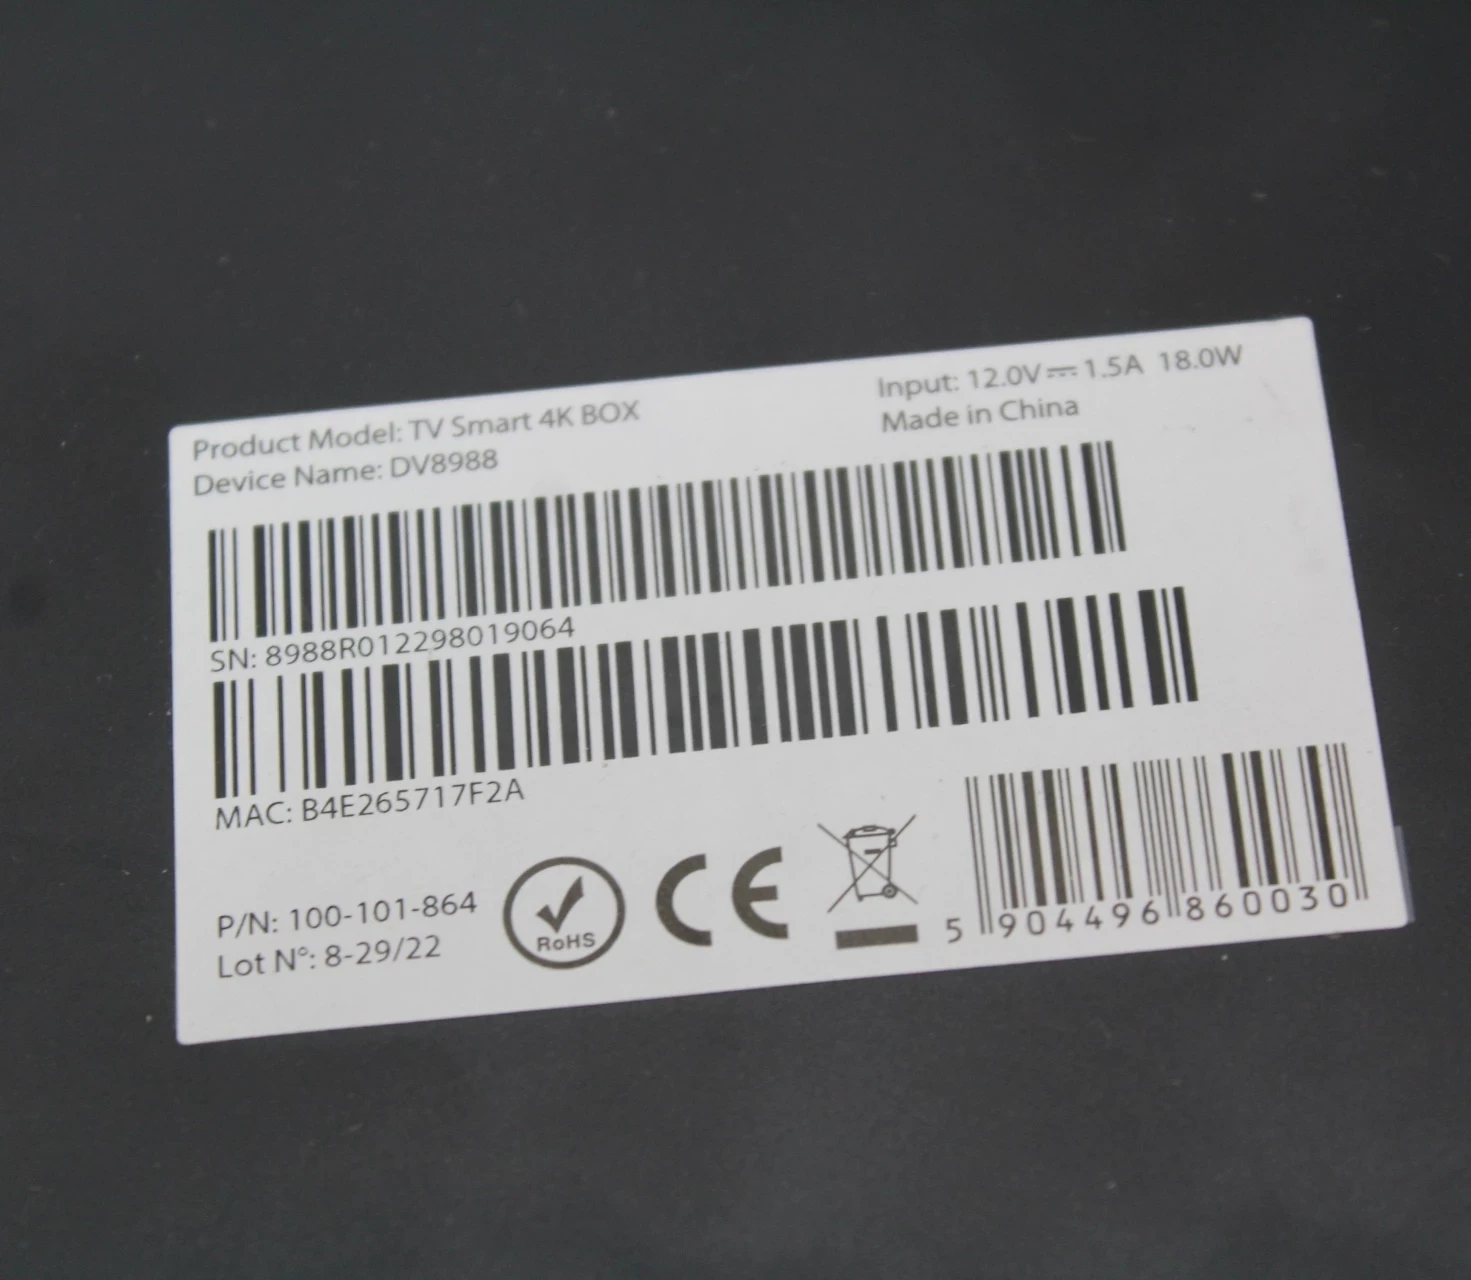 Product Model: TV Smart 4K BOX
Device Name: DV8988
Input: 12.0V⎓1.5A 18.0W
Made in China
SN: 8988R012298019064
MAC: B4E265717F2A
P/N: 100-101-864
Lot N°: 8-29/22
RoHS
CE
5 904496 860030